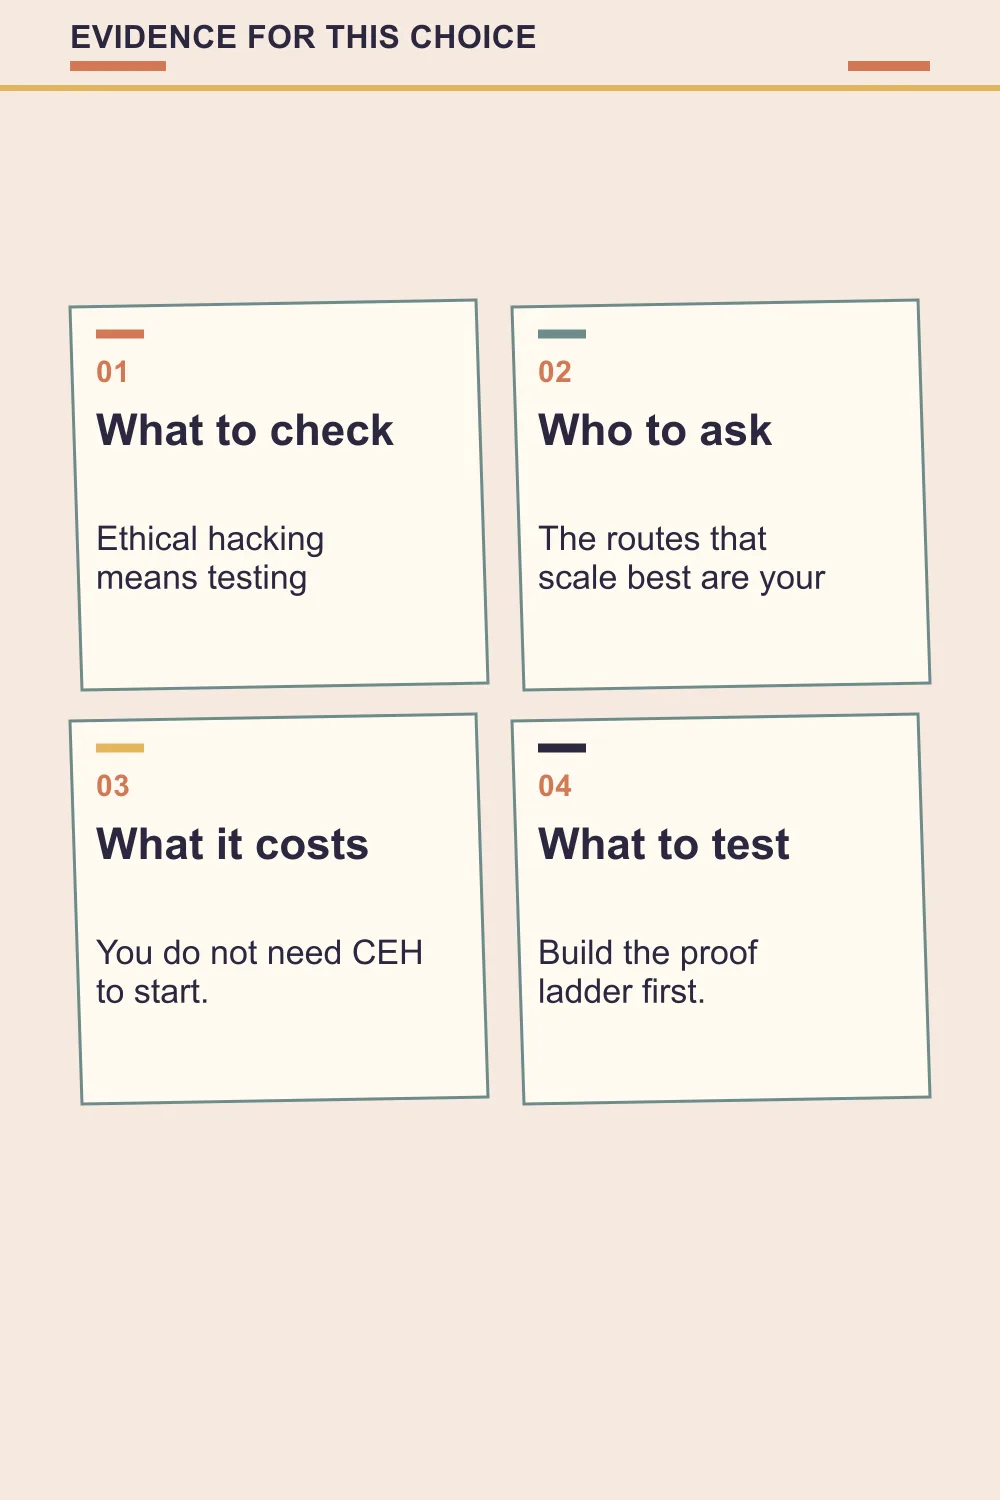 EVIDENCE FOR THIS CHOICE
01
What to check
Ethical hacking
means testing
02
Who to ask
The routes that
scale best are your
03
What it costs
You do not need CEH
to start.
04
What to test
Build the proof
ladder first.